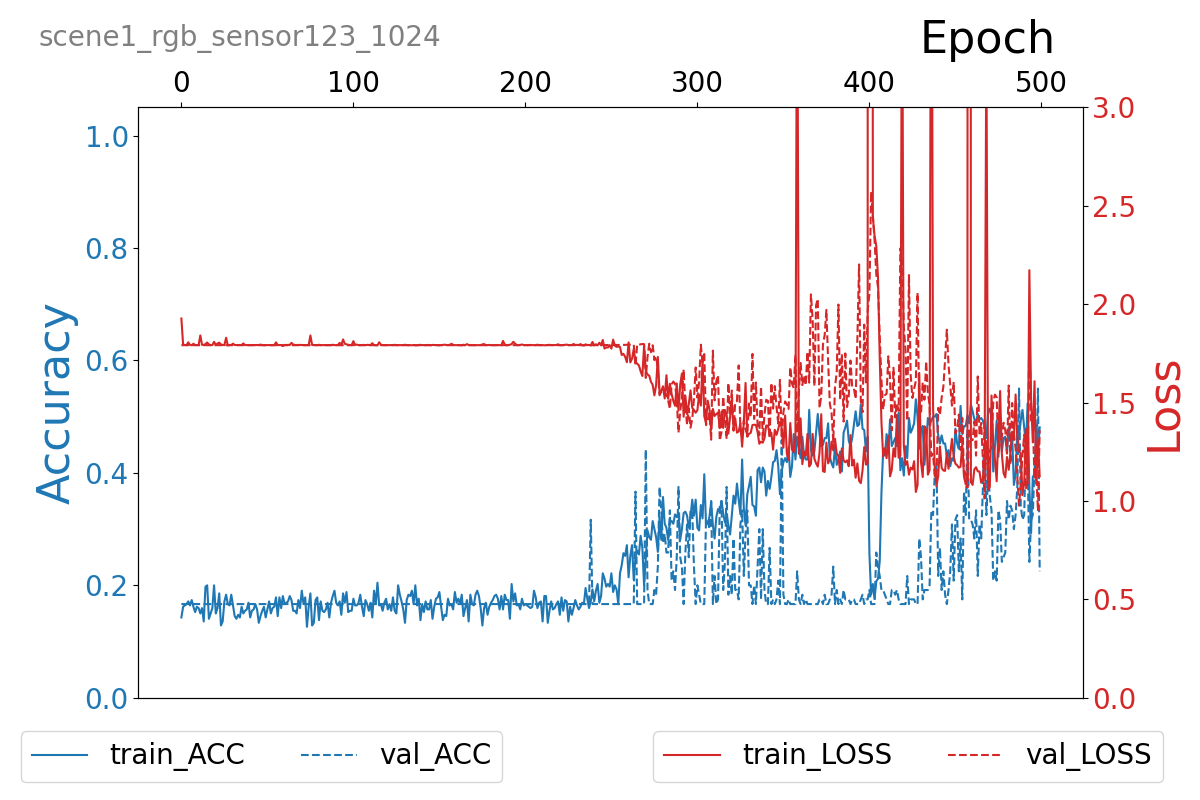 scene1_rgb_sensor123_1024
Epoch
0 100 200 300 400 500
1.0
0.8
0.6
0.4
0.2
0.0
Accuracy
3.0
2.5
2.0
1.5
1.0
0.5
0.0
Loss
train_ACC val_ACC
train_LOSS val_LOSS